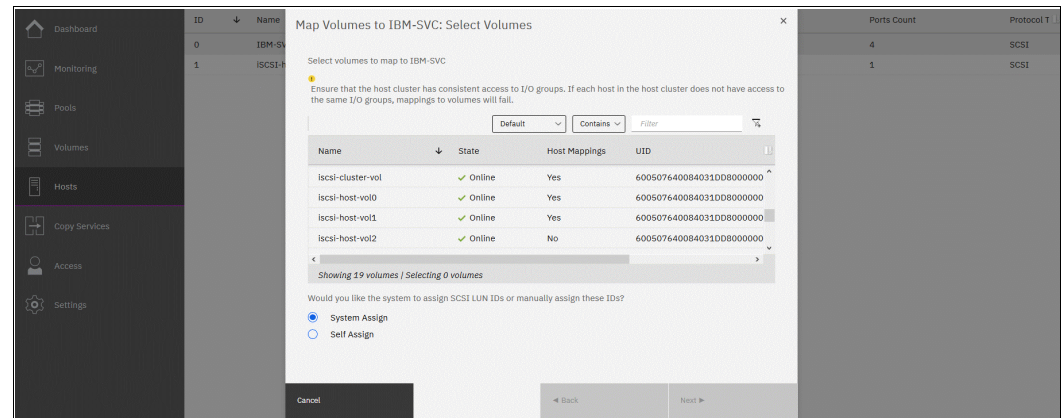 ID Name Ports Count Protocol T
Map Volumes to IBM-SVC: Select Volumes
Dashboard
0 IBM-SV 4 SCSI
1 iSCSI-h 1 SCSI
Monitoring
Pools
Volumes
Hosts
Copy Services
Access
Settings
Select volumes to map to IBM-SVC
Ensure that the host cluster has consistent access to I/O groups. If each host in the host cluster does not have access to
the same I/O groups, mappings to volumes will fail.
Default Contains Filter
Name State Host Mappings UID
iscsi-cluster-vol Online Yes 600507640084031DD8000000
iscsi-host-vol0 Online Yes 600507640084031DD8000000
iscsi-host-vol1 Online Yes 600507640084031DD8000000
iscsi-host-vol2 Online No 600507640084031DD8000000
Showing 19 volumes | Selecting 0 volumes
Would you like the system to assign SCSI LUN IDs or manually assign these IDs?
System Assign
Self Assign
Cancel Back Next